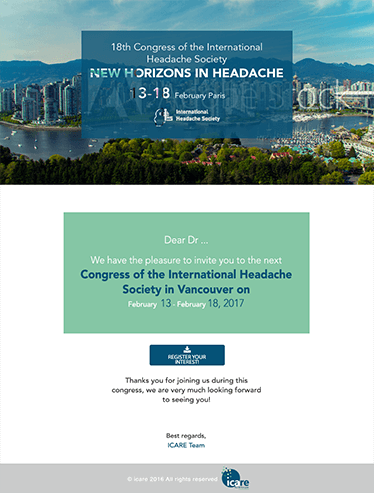 18th Congress of the International
Headache Society
NEW HORIZONS IN HEADACHE
13-18 February Paris
International
Headache Society
Dear Dr ...
We have the pleasure to invite you to the next
Congress of the International Headache
Society in Vancouver on
February 13 - February 18, 2017
REGISTER YOUR
INTEREST!
Thanks you for joining us during this
congress, we are very much looking forward
to seeing you!
Best regards,
ICARE Team
© icare 2016 All rights reserved
icare